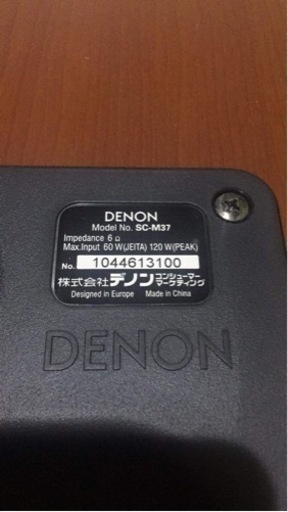 DENON
Model No. SC-M37
Impedance 6 Ω
Max.Input 60 W(JEITA) 120 W(PEAK)
No. 1044613100
株式会社デノン コンシューマー マーケティング
Designed in Europe Made in China
DENON